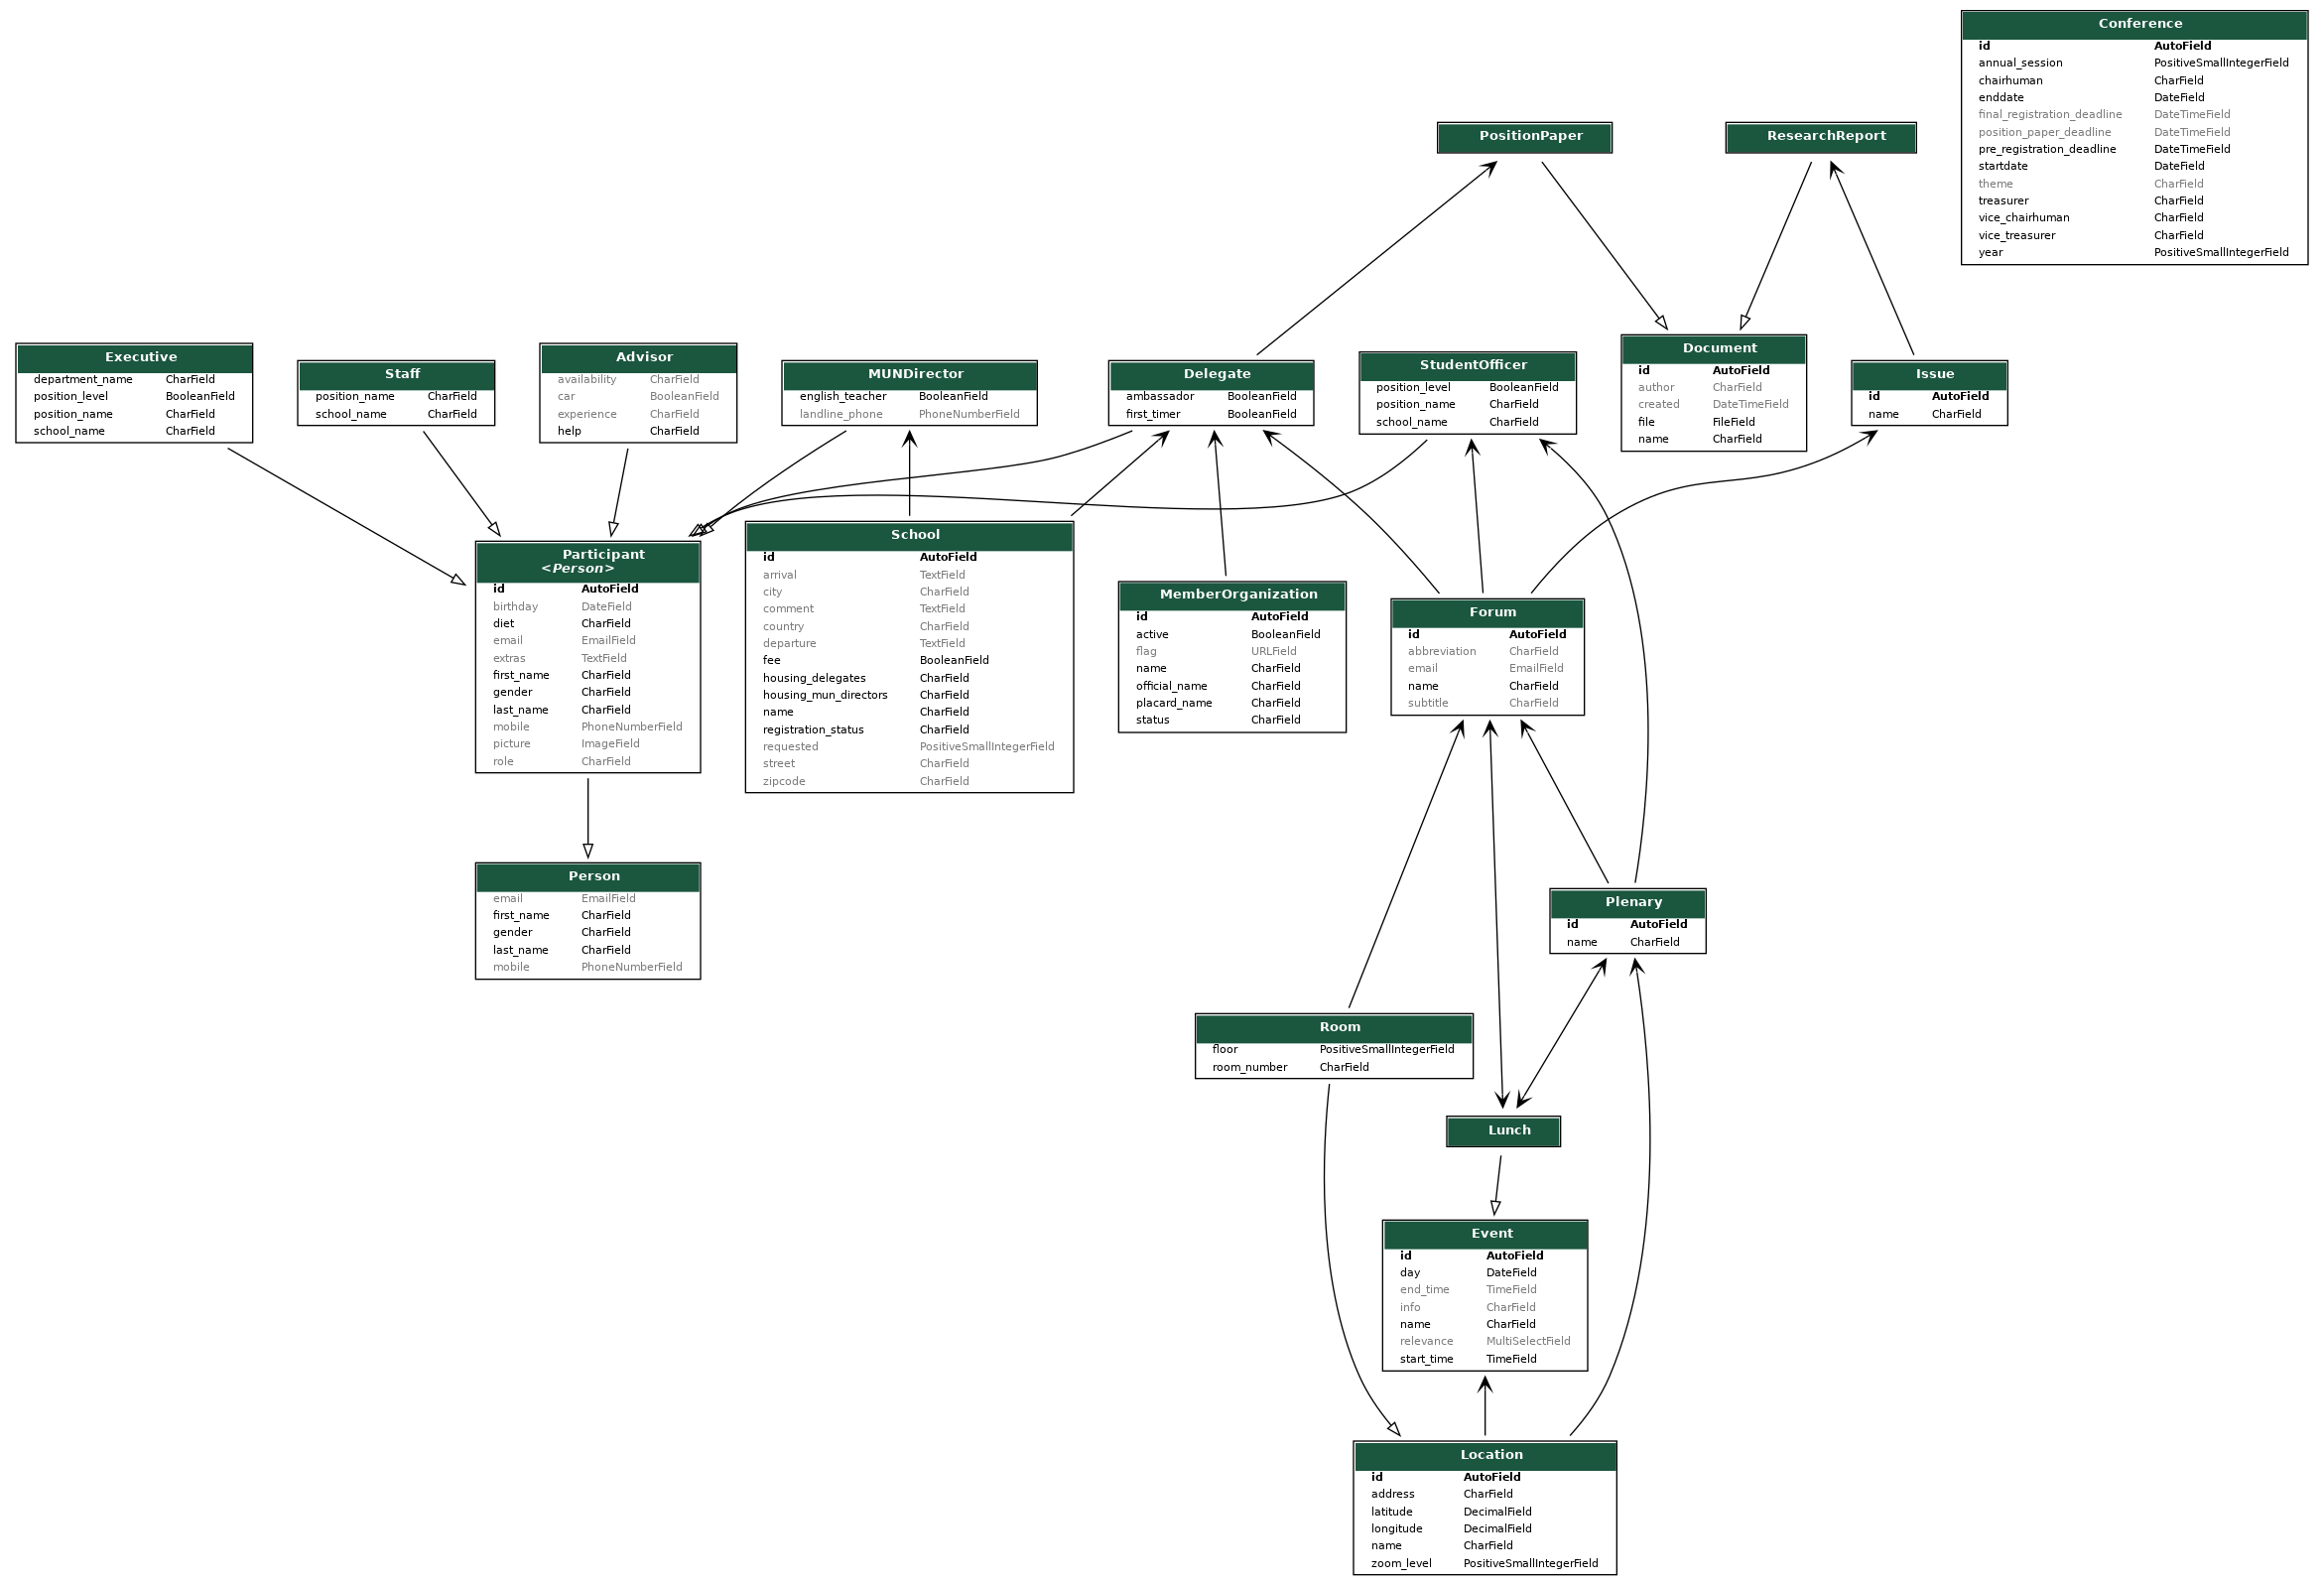 Conference
id AutoField
annual_session PositiveSmallIntegerField
chairhuman CharField
enddate DateField
final_registration_deadline DateTimeField
position_paper_deadline DateTimeField
pre_registration_deadline DateTimeField
startdate DateField
theme CharField
treasurer CharField
vice_chairhuman CharField
vice_treasurer CharField
year PositiveSmallIntegerField
PositionPaper
ResearchReport
Executive
department_name CharField
position_level BooleanField
position_name CharField
school_name CharField
Staff
position_name CharField
school_name CharField
Advisor
availability CharField
car BooleanField
experience CharField
help CharField
MUNDirector
english_teacher BooleanField
landline_phone PhoneNumberField
Delegate
ambassador BooleanField
first_timer BooleanField
StudentOfficer
position_level BooleanField
position_name CharField
school_name CharField
Document
id AutoField
author CharField
created DateTimeField
file FileField
name CharField
Issue
id AutoField
name CharField
Participant
<Person>
id AutoField
birthday DateField
diet CharField
email EmailField
extras TextField
first_name CharField
gender CharField
last_name CharField
mobile PhoneNumberField
picture ImageField
role CharField
School
id AutoField
arrival TextField
city CharField
comment TextField
country CharField
departure TextField
fee BooleanField
housing_delegates CharField
housing_mun_directors CharField
name CharField
registration_status CharField
requested PositiveSmallIntegerField
street CharField
zipcode CharField
MemberOrganization
id AutoField
active BooleanField
flag URLField
name CharField
official_name CharField
placard_name CharField
status CharField
Forum
id AutoField
abbreviation CharField
email EmailField
name CharField
subtitle CharField
Person
email EmailField
first_name CharField
gender CharField
last_name CharField
mobile PhoneNumberField
Plenary
id AutoField
name CharField
Room
floor PositiveSmallIntegerField
room_number CharField
Lunch
Event
id AutoField
day DateField
end_time TimeField
info CharField
name CharField
relevance MultiSelectField
start_time TimeField
Location
id AutoField
address CharField
latitude DecimalField
longitude DecimalField
name CharField
zoom_level PositiveSmallIntegerField